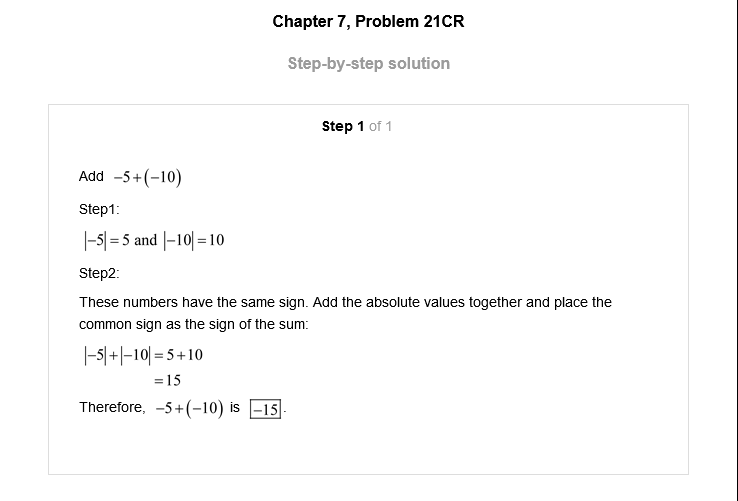 Chapter 7, Problem 21CR
Step-by-step solution
Step 1 of 1
Add −5+(−10)
Step1:
|−5|=5 and |−10|=10
Step2:
These numbers have the same sign. Add the absolute values together and place the
common sign as the sign of the sum:
|−5|+|−10|=5+10
=15
Therefore, −5+(−10) is −15.